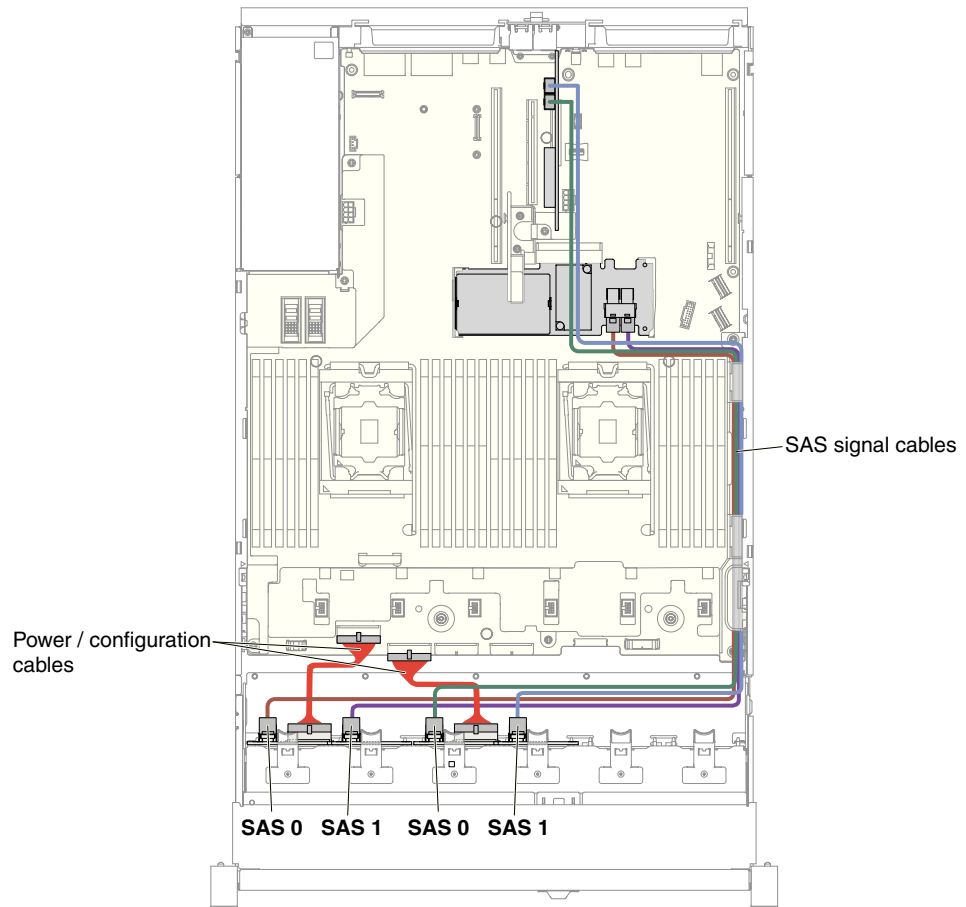 SAS signal cables
Power / configuration
cables
SAS 0 SAS 1 SAS 0 SAS 1